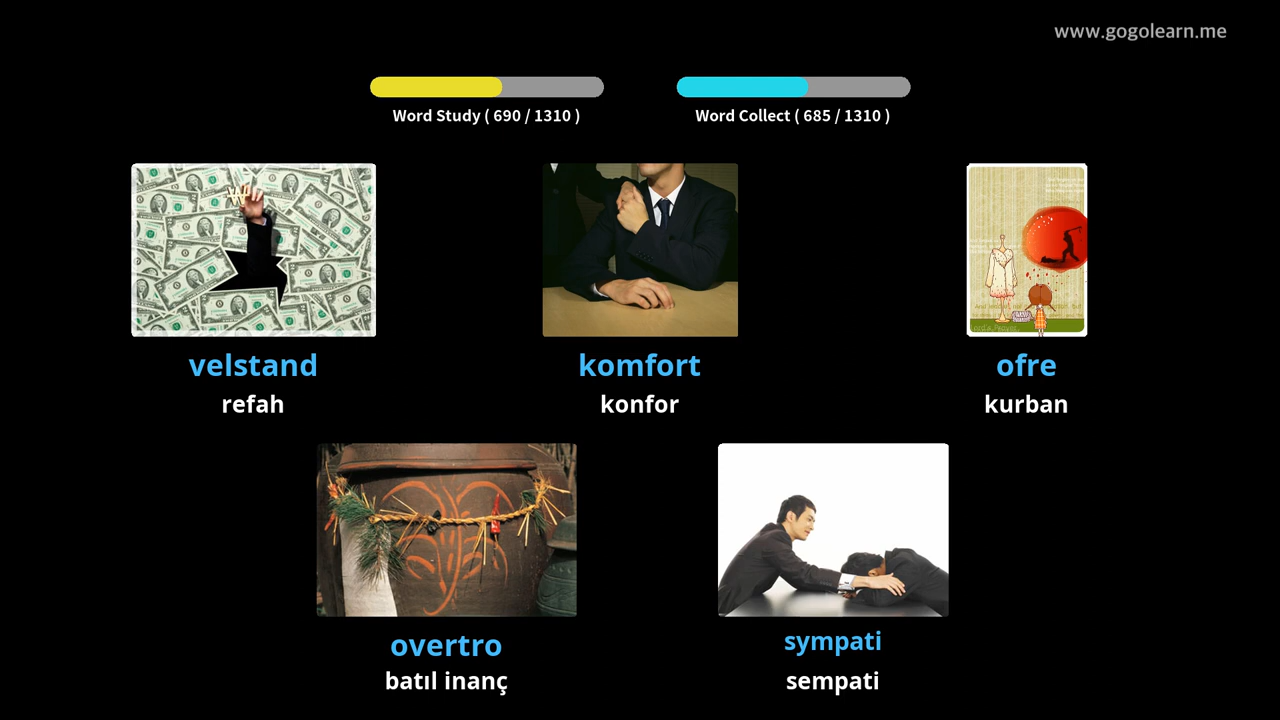 www.gogolearn.me
Word Study ( 690 / 1310 )
Word Collect ( 685 / 1310 )
velstand
refah
komfort
konfor
ofre
kurban
overtro
batıl inanç
sympati
sempati